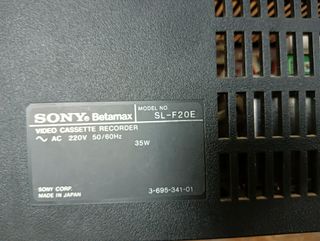 SONY® Betamax
MODEL NO
SL-F20E
VIDEO CASSETTE RECORDER
~ AC 220V 50/60Hz 35W
SONY CORP
MADE IN JAPAN
3-695-341-01